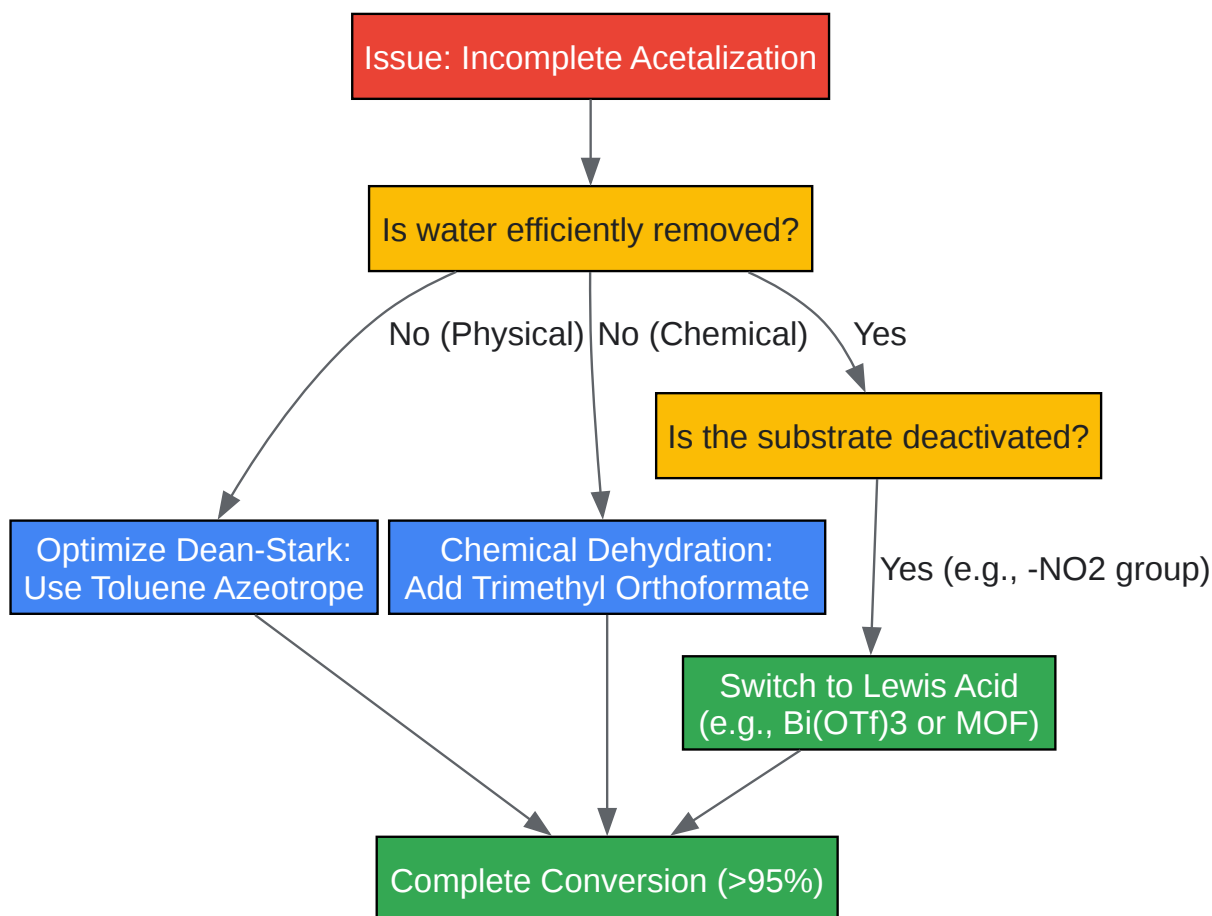 Issue: Incomplete Acetalization
Is water efficiently removed?
No (Physical)
No (Chemical)
Yes
Is the substrate deactivated?
Optimize Dean-Stark:
Use Toluene Azeotrope
Chemical Dehydration:
Add Trimethyl Orthoformate
Yes (e.g., -NO2 group)
Switch to Lewis Acid
(e.g., Bi(OTf)3 or MOF)
Complete Conversion (>95%)